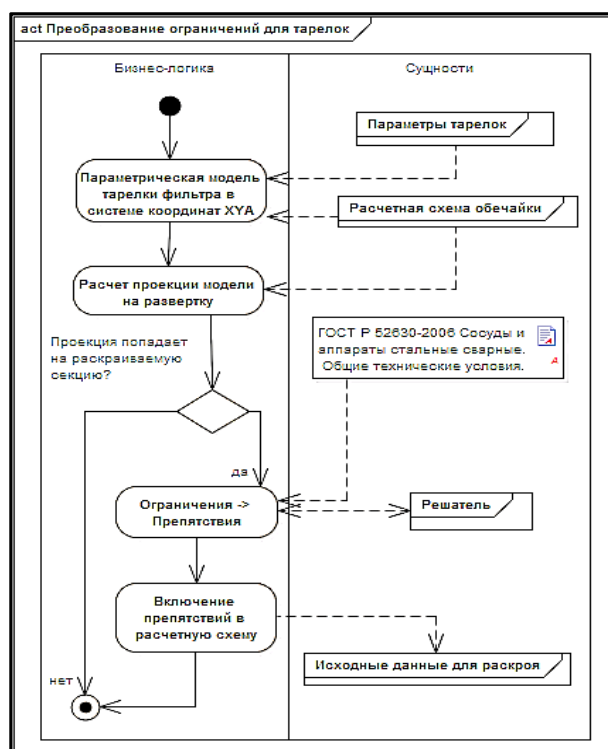 act Преобразование ограничений для тарелок
Бизнес-логика
Сущности
Параметры тарелок
Параметрическая модель
тарелки фильтра в
системе координат XYA
Расчетная схема обечайки
Расчет проекции модели
на развертку
ГОСТ Р 52630-2006 Сосуды и
аппараты стальные сварные.
Общие технические условия.
Проекция попадает
на раскраиваемую
секцию?
да
Ограничения ->
Препятствия
Решатель
Включение
препятствий в
расчетную схему
Исходные данные для раскроя
нет